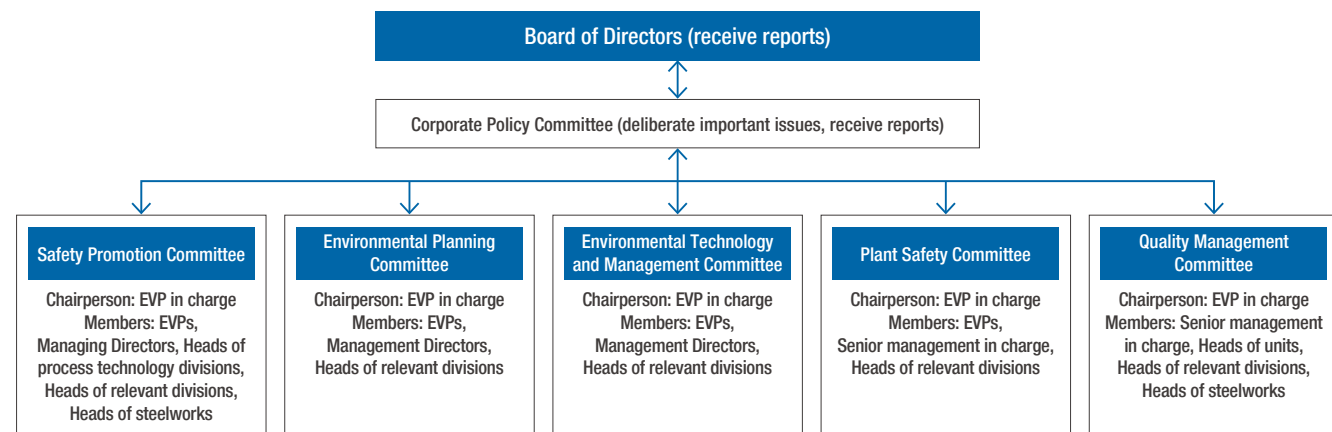 Board of Directors (receive reports)
Corporate Policy Committee (deliberate important issues, receive reports)
Safety Promotion Committee
Chairperson: EVP in charge
Members: EVPs,
Managing Directors, Heads of
process technology divisions,
Heads of relevant divisions,
Heads of steelworks
Environmental Planning
Committee
Chairperson: EVP in charge
Members: EVPs,
Management Directors,
Heads of relevant divisions
Environmental Technology
and Management Committee
Chairperson: EVP in charge
Members: EVPs,
Management Directors,
Heads of relevant divisions
Plant Safety Committee
Chairperson: EVP in charge
Members: EVPs,
Senior management in charge,
Heads of relevant divisions
Quality Management
Committee
Chairperson: EVP in charge
Members: Senior management
in charge, Heads of units,
Heads of relevant divisions,
Heads of steelworks